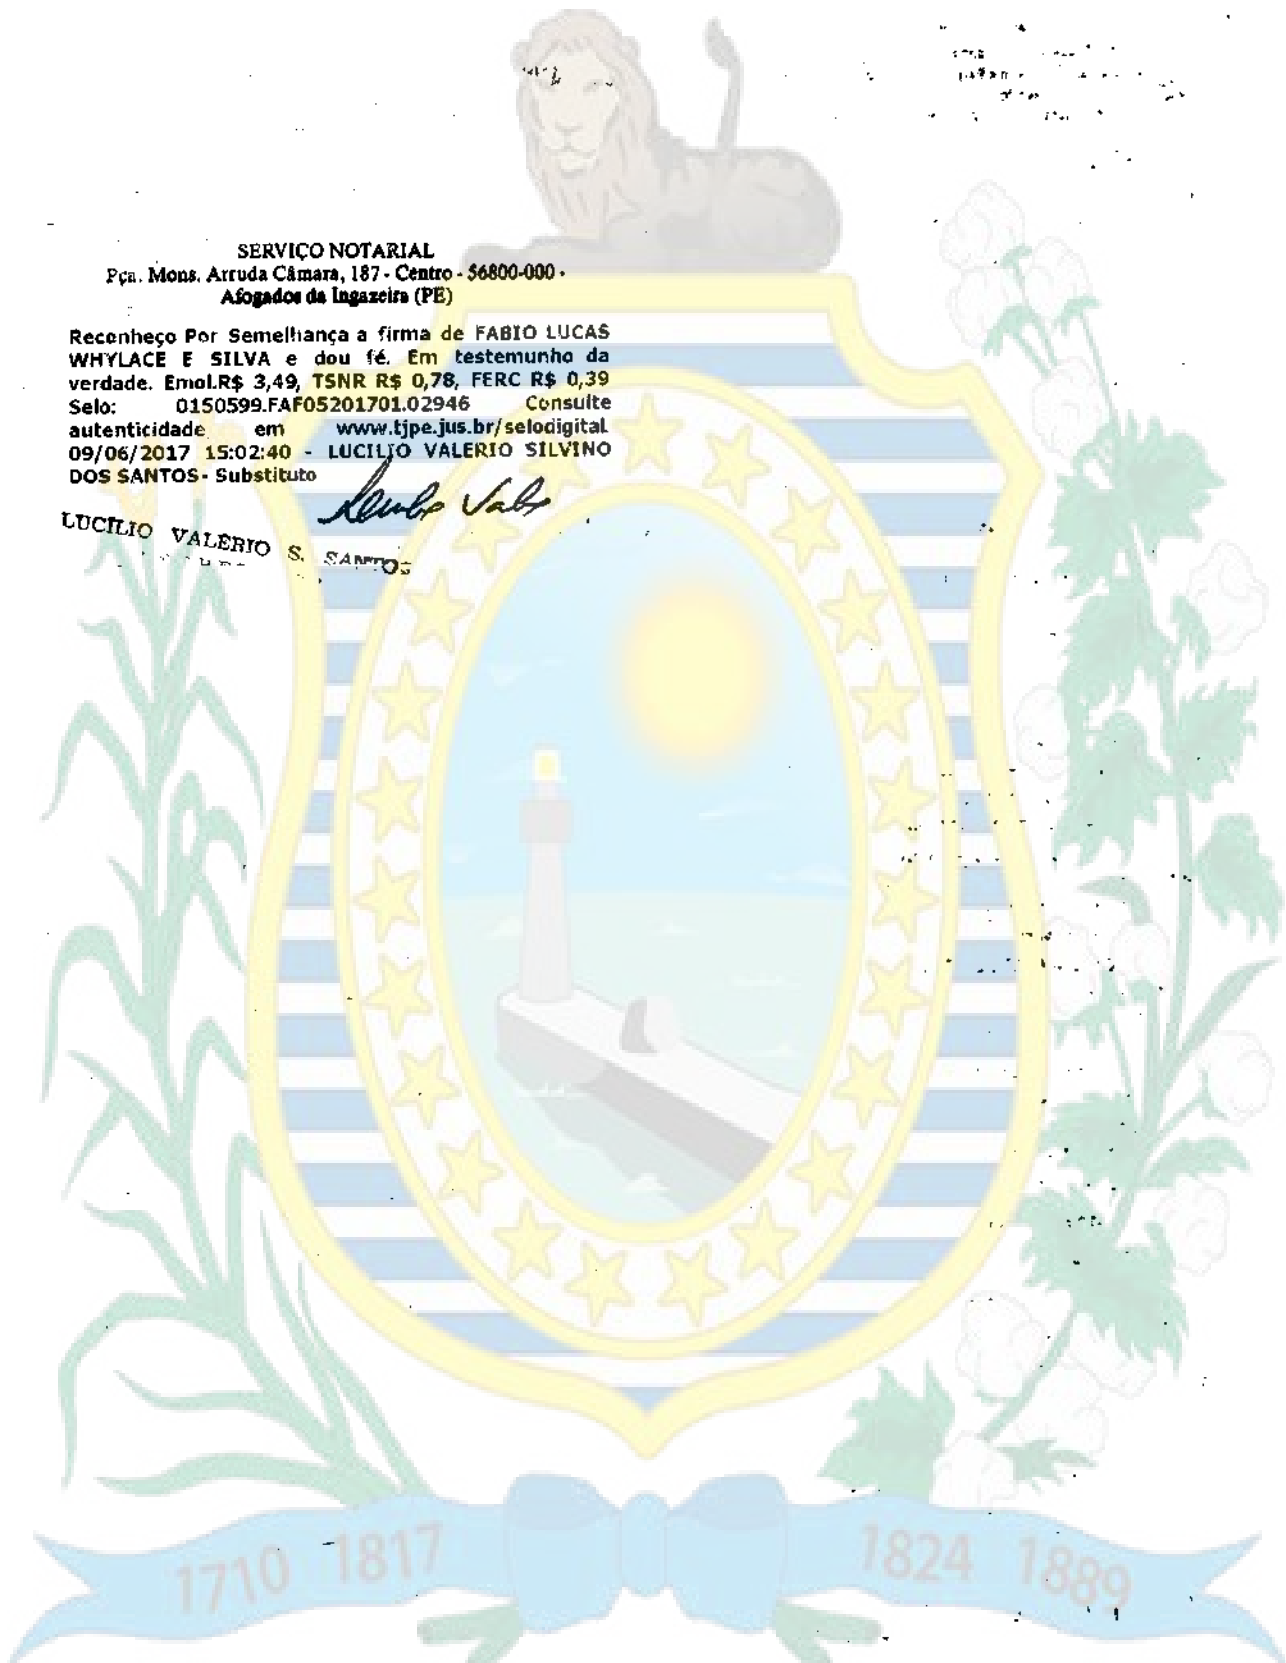 SERVIÇO NOTARIAL
Pça. Mons. Arruda Câmara, 187 - Centro - 56800-000 -
Afogados da Ingazeira (PE)
Reconheço Por Semelhança a firma de FABIO LUCAS
WHYLACE E SILVA e dou fé. Em testemunho da
verdade. Emol.R$ 3,49, TSNR R$ 0,78, FERC R$ 0,39
Selo: 0150599.FAF05201701.02946 Consulte
autenticidade em www.tjpe.jus.br/selodigital
09/06/2017 15:02:40 - LUCILIO VALERIO SILVINO
DOS SANTOS- Substituto
LUCÍLIO VALÉRIO S. SANTOS
1710 1817 1824 1889